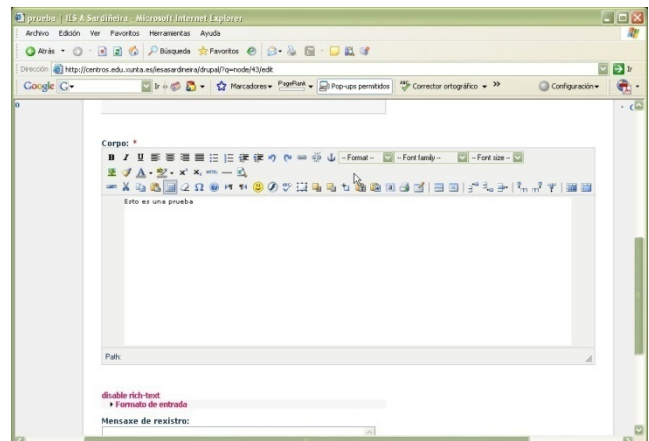 prueba | IES A Sardiñeira - Microsoft Internet Explorer
Archivo Edición Ver Favoritos Herramientas Ayuda
Atrás Búsqueda Favoritos
Dirección http://centros.edu.xunta.es/iesasardineira/drupal/?q=node/43/edit Ir
Google G Ir Marcadores PageRank Pop-ups permitidos Corrector ortográfico » Configuración
Corpo: *
B I U -- Format -- -- Font family -- -- Font size --
Esto es una prueba
Path:
disable rich-text
Formato de entrada
Mensaxe de rexistro: